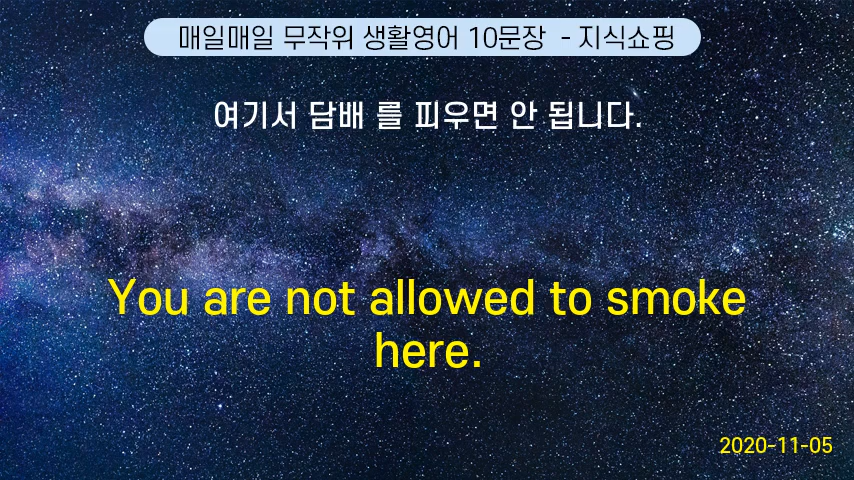 매일매일 무작위 생활영어 10문장 - 지식쇼핑
여기서 담배 를 피우면 안 됩니다.
You are not allowed to smoke
here.
2020-11-05